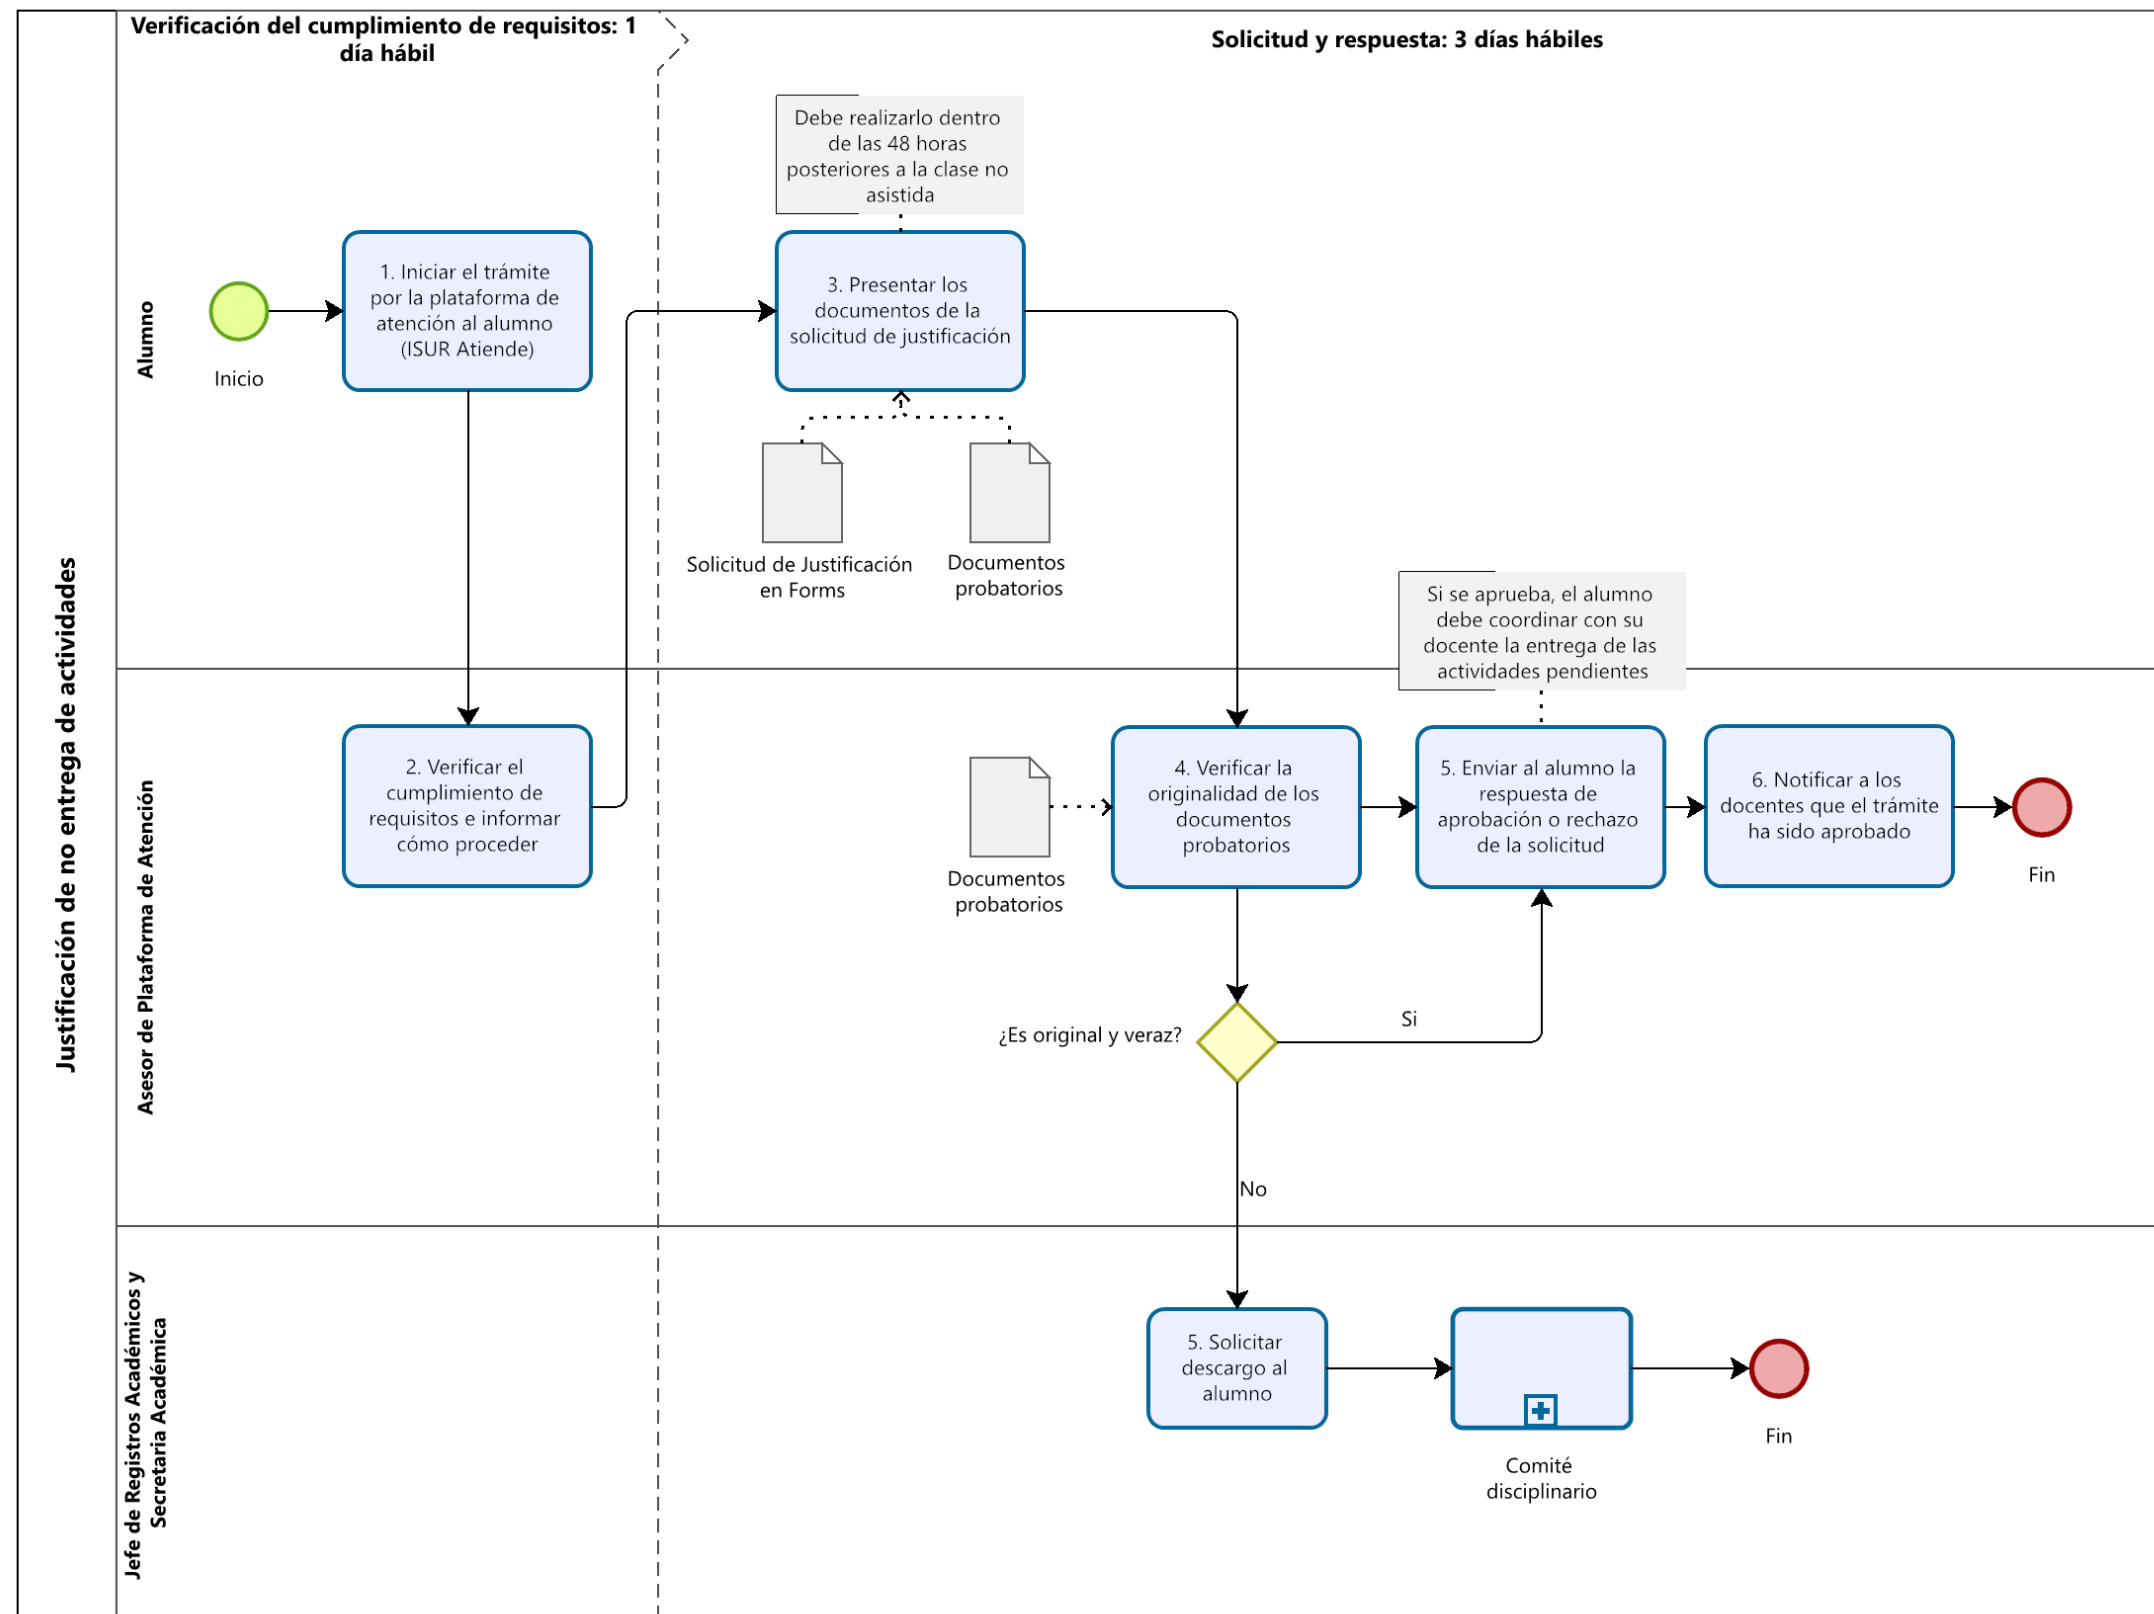 Verificación del cumplimiento de requisitos: 1
día hábil
Solicitud y respuesta: 3 días hábiles
Justificación de no entrega de actividades
Alumno
Inicio
1. Iniciar el trámite
por la plataforma de
atención al alumno
(ISUR Atiende)
Debe realizarlo dentro
de las 48 horas
posteriores a la clase no
asistida
3. Presentar los
documentos de la
solicitud de justificación
Solicitud de Justificación
en Forms
Documentos
probatorios
Asesor de Plataforma de Atención
2. Verificar el
cumplimiento de
requisitos e informar
cómo proceder
Documentos
probatorios
4. Verificar la
originalidad de los
documentos
probatorios
Si se aprueba, el alumno
debe coordinar con su
docente la entrega de las
actividades pendientes
5. Enviar al alumno la
respuesta de
aprobación o rechazo
de la solicitud
6. Notificar a los
docentes que el trámite
ha sido aprobado
Fin
¿Es original y veraz?
Si
No
Jefe de Registros Académicos y
Secretaria Académica
5. Solicitar
descargo al
alumno
Comité
disciplinario
Fin